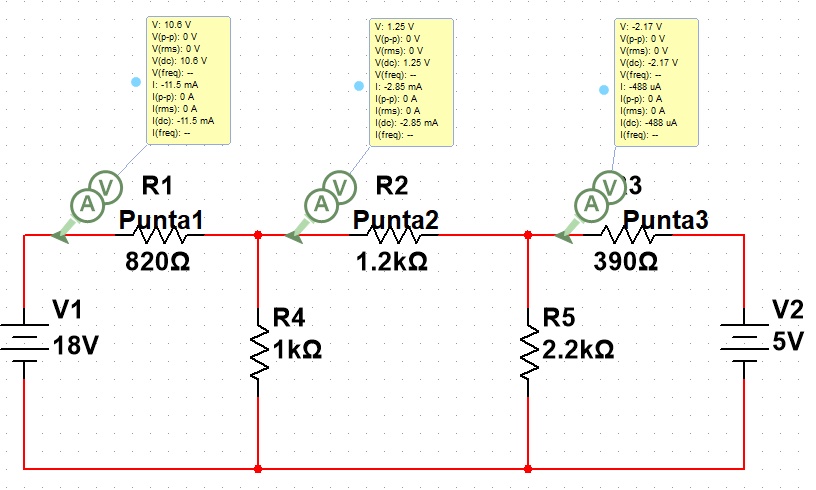 V: 10.6 V
V(p-p): 0 V
V(rms): 0 V
V(dc): 10.6 V
V(freq): --
I: -11.5 mA
I(p-p): 0 A
I(rms): 0 A
I(dc): -11.5 mA
I(freq): --
V: 1.25 V
V(p-p): 0 V
V(rms): 0 V
V(dc): 1.25 V
V(freq): --
I: -2.85 mA
I(p-p): 0 A
I(rms): 0 A
I(dc): -2.85 mA
I(freq): --
V: -2.17 V
V(p-p): 0 V
V(rms): 0 V
V(dc): -2.17 V
V(freq): --
I: -488 uA
I(p-p): 0 A
I(rms): 0 A
I(dc): -488 uA
I(freq): --
A V
R1
Punta1
820Ω
A V
R2
Punta2
1.2kΩ
A V
3
Punta3
390Ω
V1
18V
R4
1kΩ
R5
2.2kΩ
V2
5V